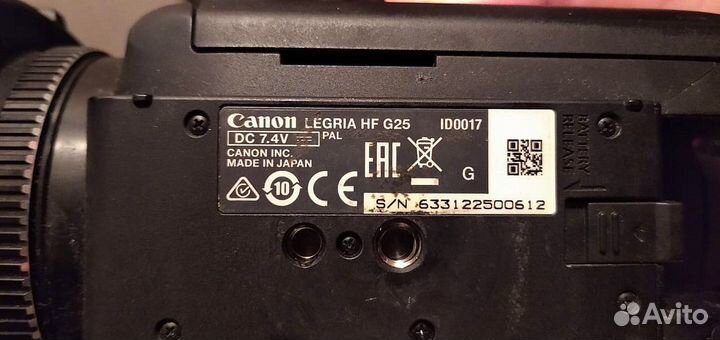 Canon LEGRIA HF G25 ID0017
DC 7.4V PAL
CANON INC.
MADE IN JAPAN
EAC
10
CE
G
S/N 633122500612
BATTERY
RELEASE
Avito